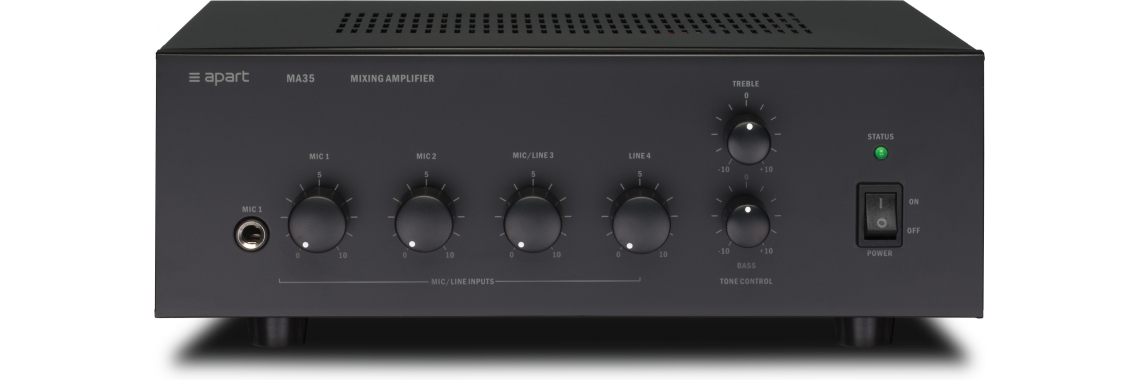 apart MA35 MIXING AMPLIFIER
TREBLE
0
-10 +10
STATUS
MIC 1 MIC 2 MIC/LINE 3 LINE 4
5 5 5 5
0 10 0 10 0 10 0 10
MIC 1
0
-10 +10
BASS
TONE CONTROL
MIC/LINE INPUTS
I ON
O OFF
POWER